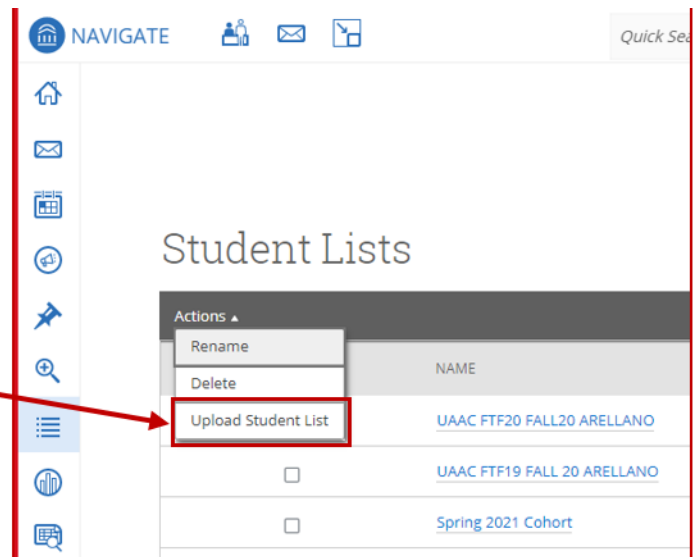 NAVIGATE
Quick Sea
Student Lists
Actions ▴
Rename
Delete
Upload Student List
NAME
UAAC FTF20 FALL20 ARELLANO
UAAC FTF19 FALL 20 ARELLANO
Spring 2021 Cohort